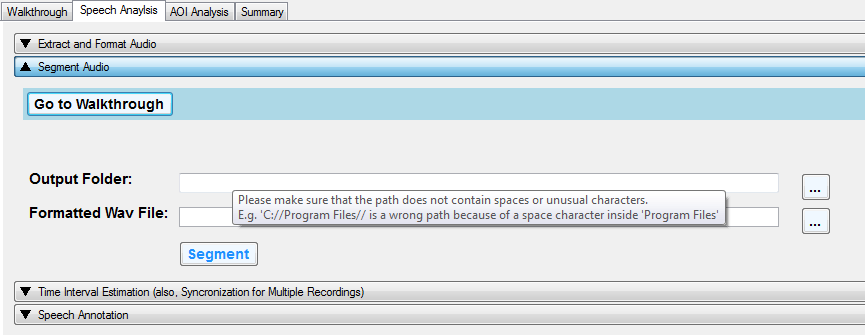 Walkthrough Speech Anaylsis AOI Analysis Summary
Extract and Format Audio
Segment Audio
Go to Walkthrough
Output Folder: ...
Please make sure that the path does not contain spaces or unusual characters.
E.g. 'C://Program Files// is a wrong path because of a space character inside 'Program Files'
Formatted Wav File: ...
Segment
Time Interval Estimation (also, Syncronization for Multiple Recordings)
Speech Annotation